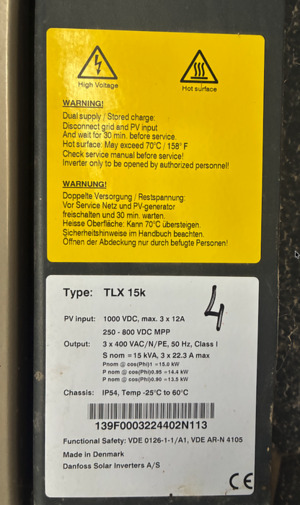 High Voltage
Hot surface
WARNING!
Dual supply / Stored charge:
Disconnect grid and PV input
And wait for 30 min. before service.
Hot surface: May exceed 70°C / 158° F
Check service manual before service!
Inverter only to be opened by authorized personnel!
WARNUNG!
Doppelte Versorgung / Restspannung:
Vor Service Netz und PV-generator
freischalten und 30 min. warten.
Heisse Oberfläche: Kann 70°C übersteigen.
Sicherheitshinweise im Handbuch beachten.
Öffnen der Abdeckung nur durch befugte Personen!
Type: TLX 15k
4
PV input: 1000 VDC, max. 3 x 12A
250 - 800 VDC MPP
Output: 3 x 400 VAC/N/PE, 50 Hz, Class I
S nom = 15 kVA, 3 x 22.3 A max
Pnom @ cos(Phi)1 =15.0 kW
P nom @ cos(Phi)0.95 =14.4 kW
P nom @ cos(Phi)0.90 =13.5 kW
Chassis: IP54, Temp -25°C to 60°C
139F0003224402N113
Functional Safety: VDE 0126-1-1/A1, VDE AR-N 4105
Made in Denmark
Danfoss Solar Inverters A/S
CE